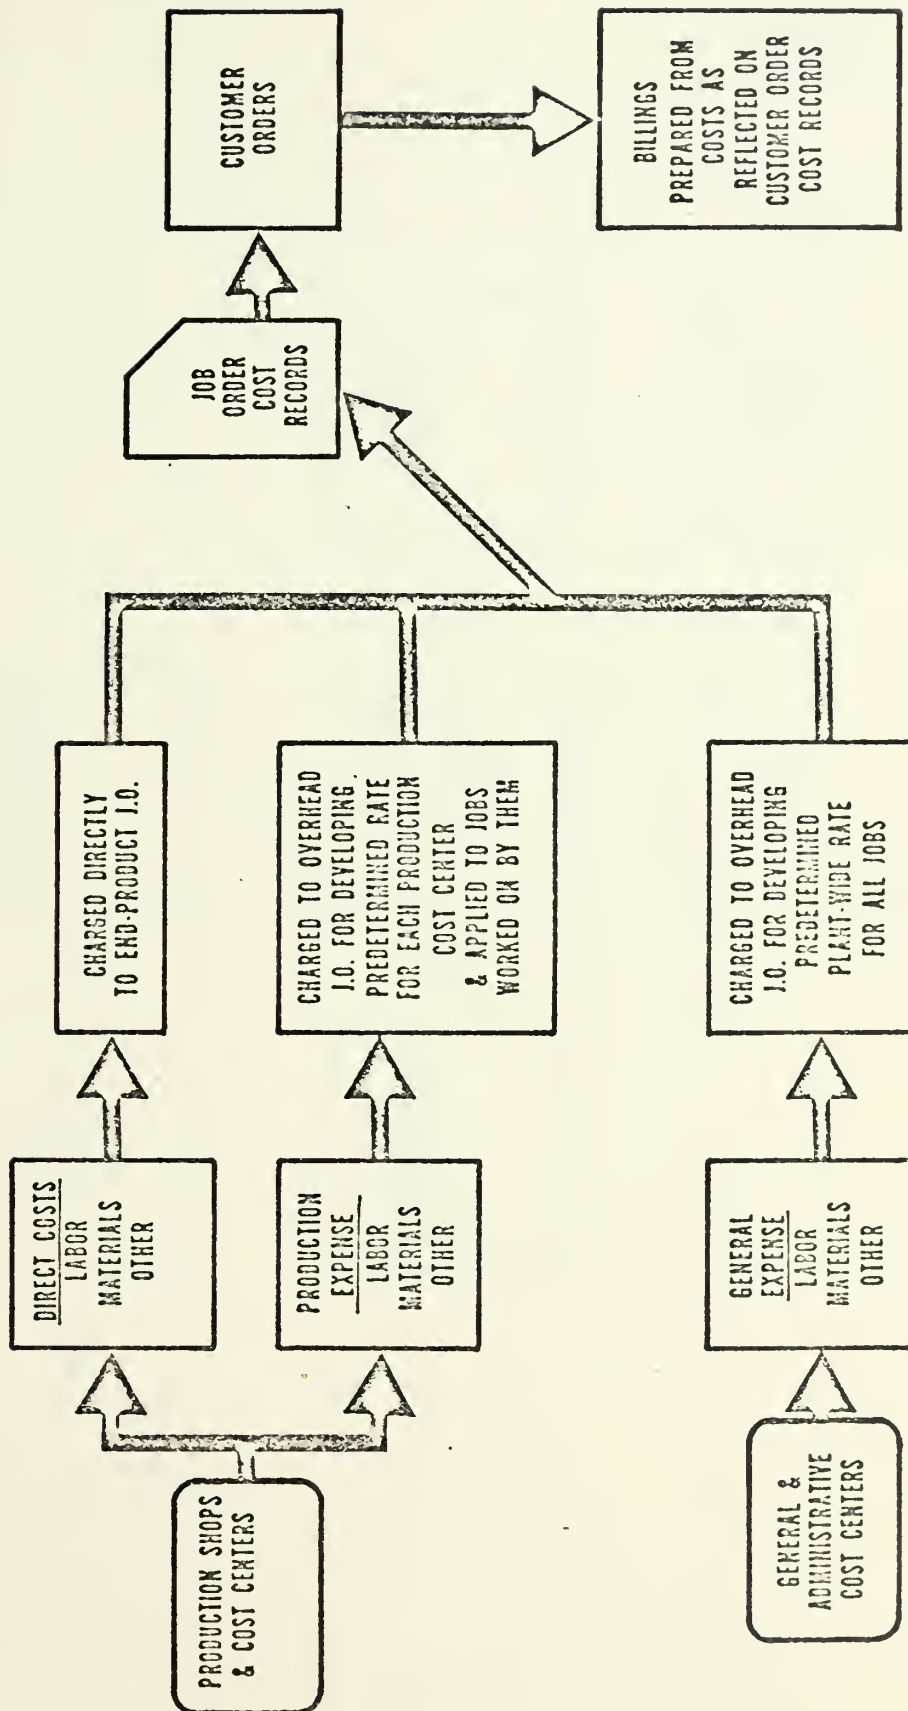 PRODUCTION SHOPS
& COST CENTERS
GENERAL &
ADMINISTRATIVE
COST CENTERS
DIRECT COSTS
LABOR
MATERIALS
OTHER
PRODUCTION
EXPENSE
LABOR
MATERIALS
OTHER
GENERAL
EXPENSE
LABOR
MATERIALS
OTHER
CHARGED DIRECTLY
TO END-PRODUCT J.O.
CHARGED TO OVERHEAD
J.O. FOR DEVELOPING
PREDETERMINED RATE
FOR EACH PRODUCTION
COST CENTER
& APPLIED TO JOBS
WORKED ON BY THEM
CHARGED TO OVERHEAD
J.O. FOR DEVELOPING
PREDETERMINED
PLANT-WIDE RATE
FOR ALL JOBS
JOB
ORDER
COST
RECORDS
CUSTOMER
ORDERS
BILLINGS
PREPARED FROM
COSTS AS
REFLECTED ON
CUSTOMER ORDER
COST RECORDS